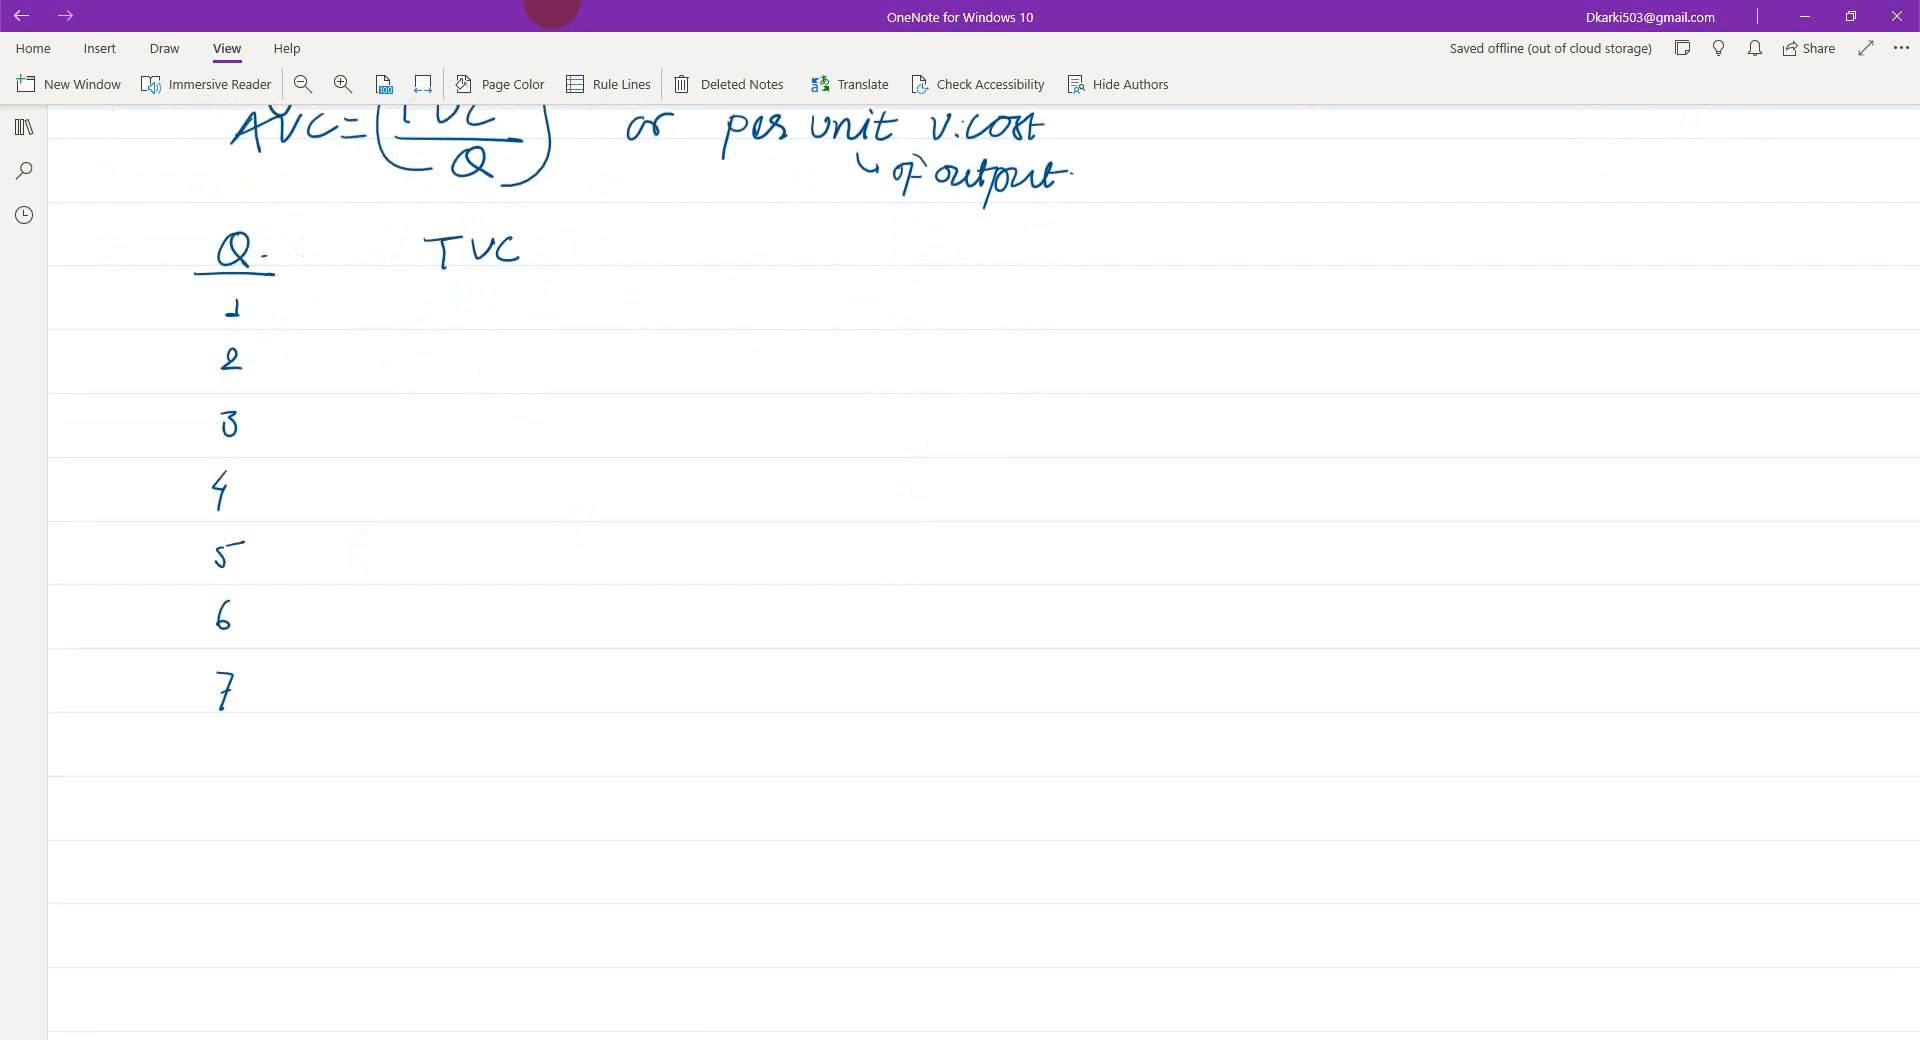 OneNote for Windows 10
Dkarki503@gmail.com
Home Insert Draw View Help
Saved offline (out of cloud storage) Share
New Window Immersive Reader 100 Page Color Rule Lines Deleted Notes Translate Check Accessibility Hide Authors
AVC = (TVC / Q) or per unit v.cost
of output.
Q. TVC
1
2
3
4
5
6
7